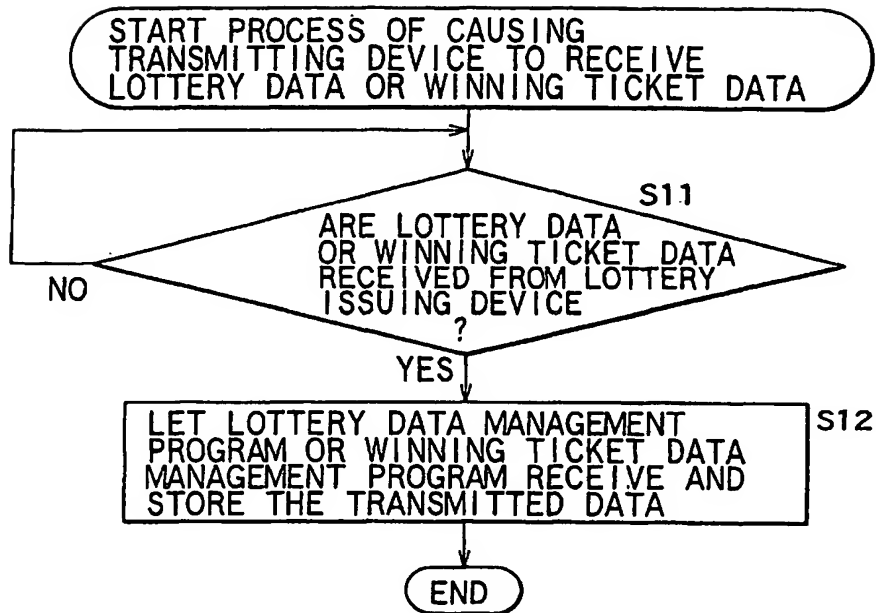 START PROCESS OF CAUSING
TRANSMITTING DEVICE TO RECEIVE
LOTTERY DATA OR WINNING TICKET DATA
S11
ARE LOTTERY DATA
OR WINNING TICKET DATA
RECEIVED FROM LOTTERY
ISSUING DEVICE
?
NO
YES
LET LOTTERY DATA MANAGEMENT
PROGRAM OR WINNING TICKET DATA
MANAGEMENT PROGRAM RECEIVE AND
STORE THE TRANSMITTED DATA
S12
END